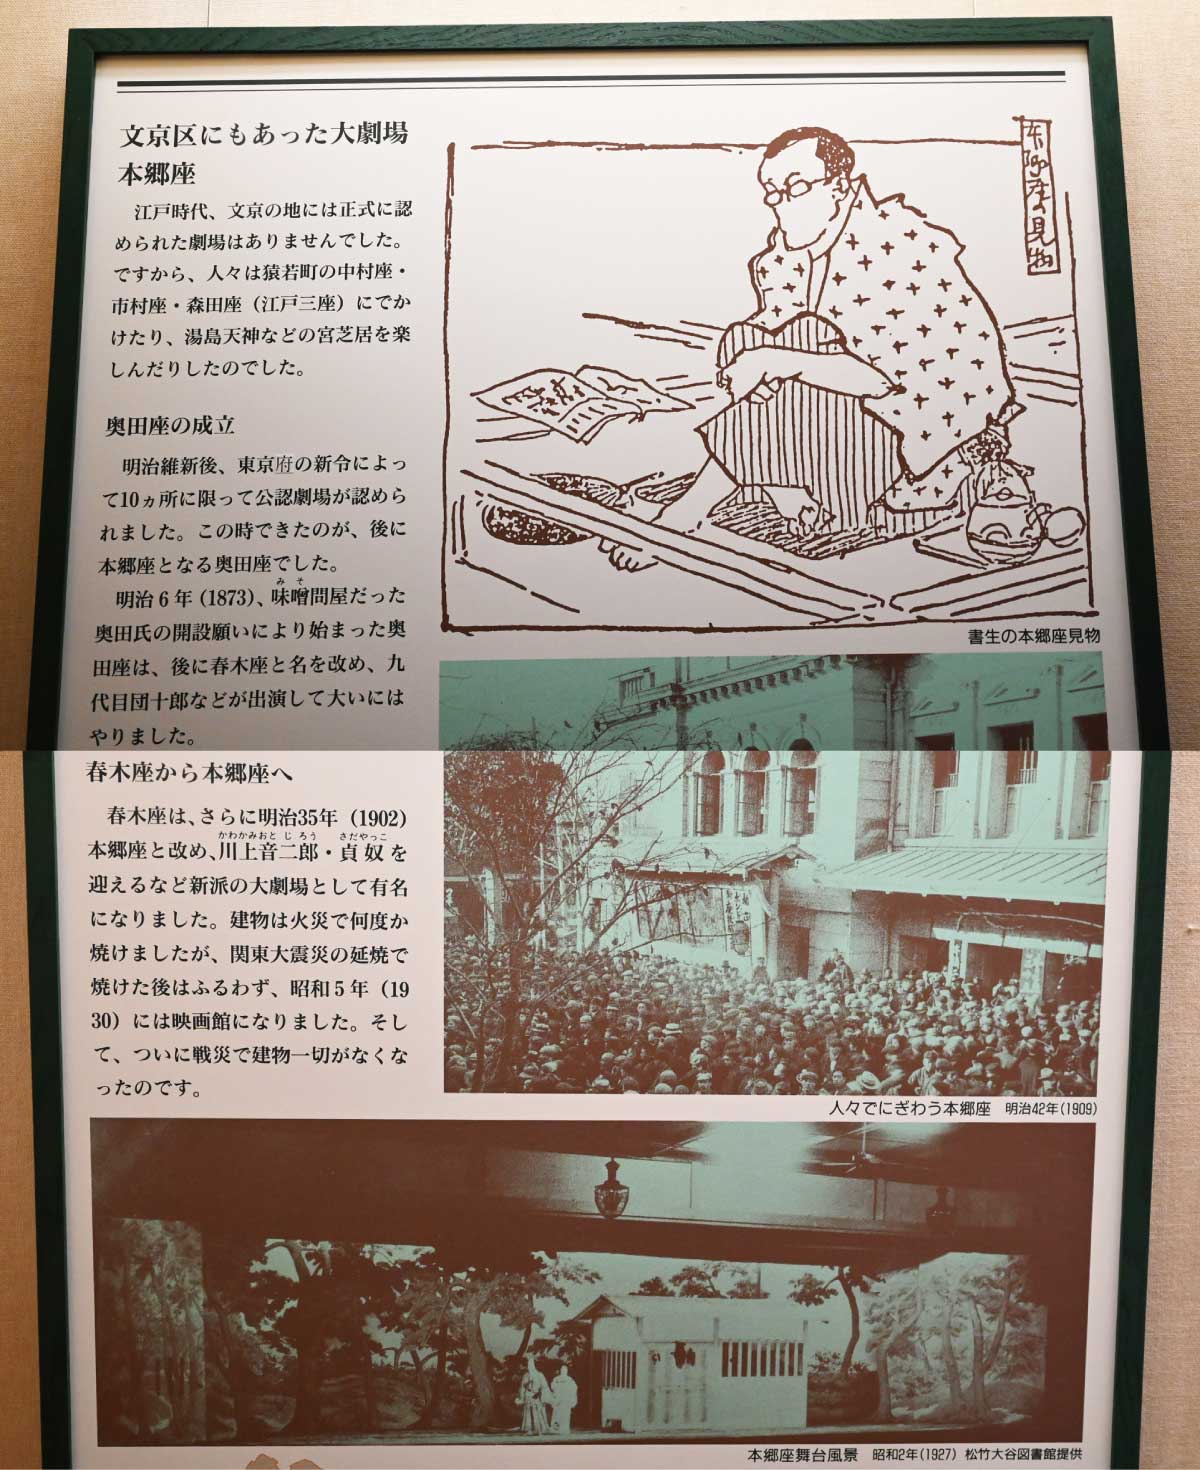 文京区にもあった大劇場
本郷座
江戸時代、文京の地には正式に認
められた劇場はありませんでした。
ですから、人々は猿若町の中村座・
市村座・森田座（江戸三座）にでか
けたり、湯島天神などの宮芝居を楽
しんだりしたのでした。
奥田座の成立
明治維新後、東京府の新令によっ
て10ヵ所に限って公認劇場が認めら
れました。この時できたのが、後に
本郷座となる奥田座でした。
みそ
明治6年（1873）、味噌問屋だった
奥田氏の開設願いにより始まった奥
田座は、後に春木座と名を改め、九
代目団十郎などが出演して大いには
やりました。
春木座から本郷座へ
春木座は、さらに明治35年（1902）
かわかみおとじろう さだやっこ
本郷座と改め、川上音二郎・貞奴を
迎えるなど新派の大劇場として有名
になりました。建物は火災で何度か
焼けましたが、関東大震災の延焼で
焼けた後はふるわず、昭和5年（19
30）には映画館になりました。そし
て、ついに戦災で建物一切がなくな
ったのです。
書生の本郷座見物
人々でにぎわう本郷座 明治42年（1909）
本郷座舞台風景 昭和2年（1927） 松竹大谷図書館提供